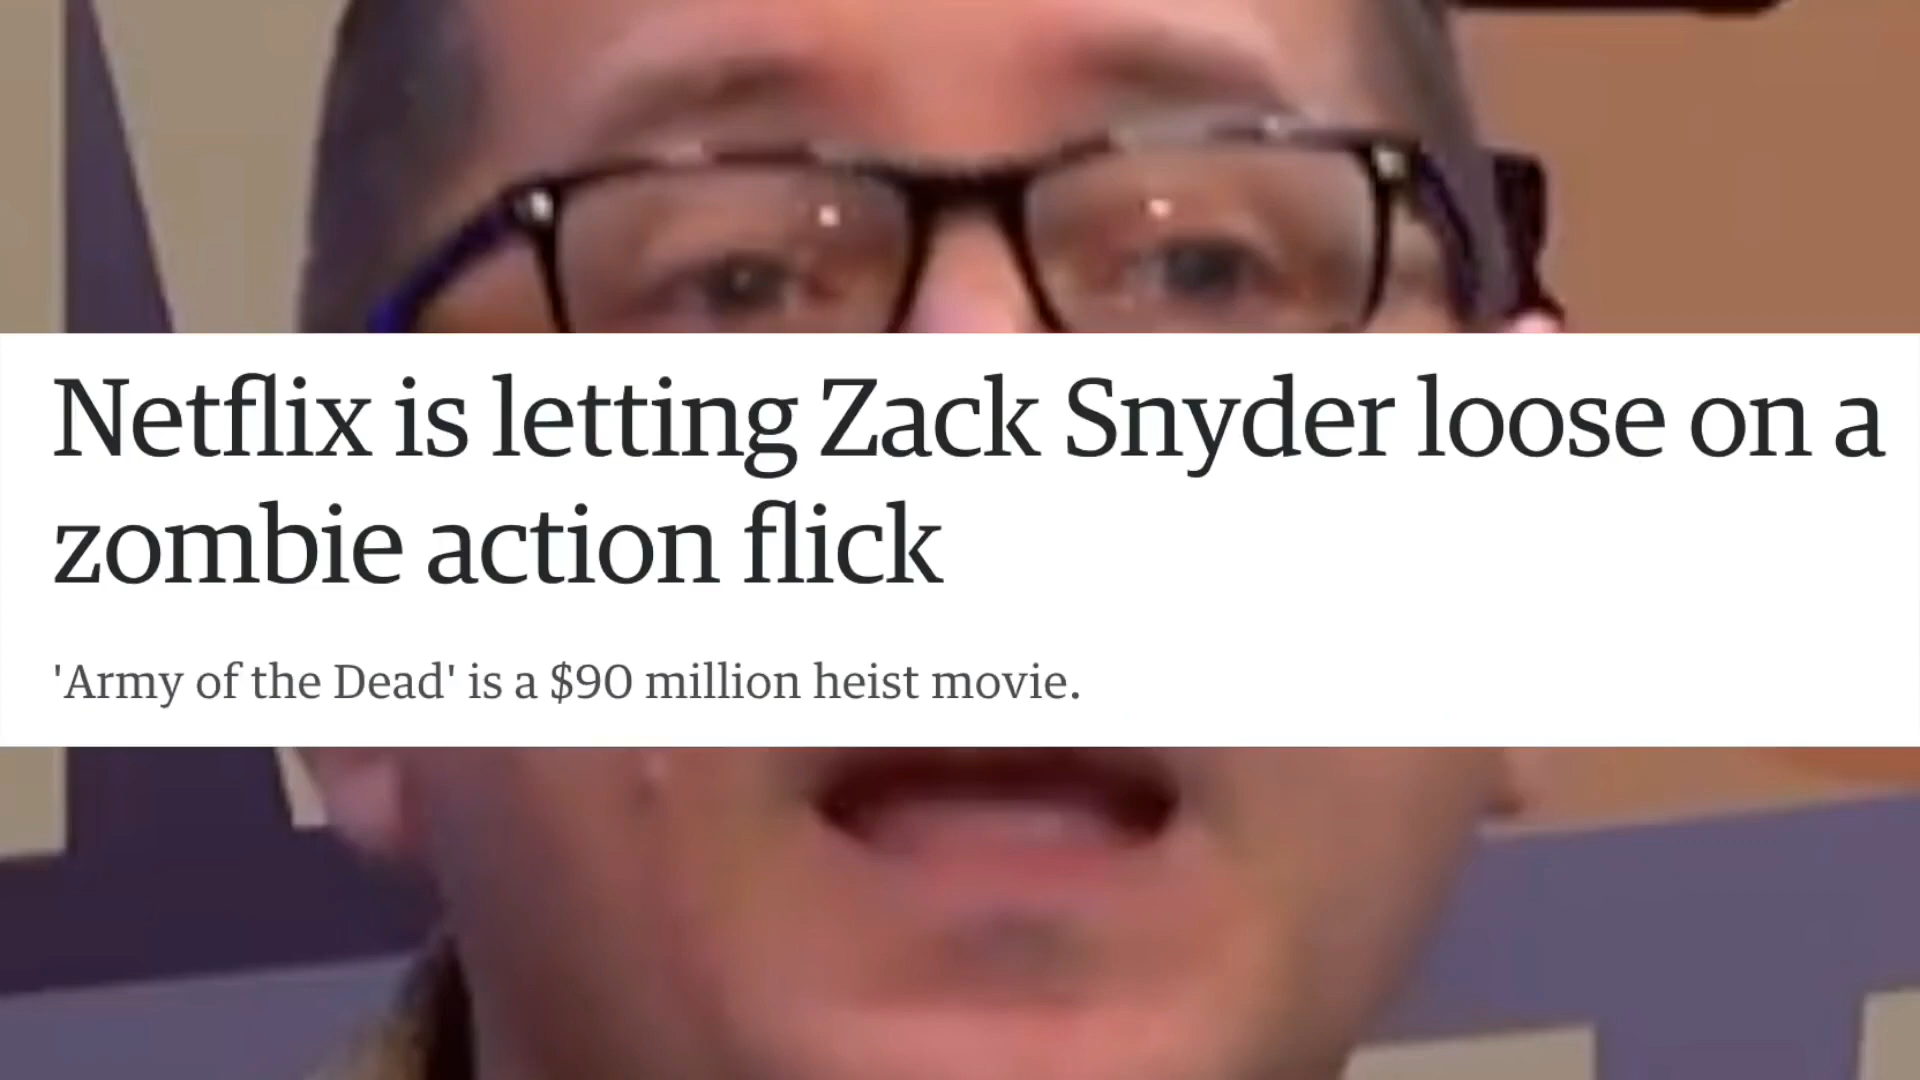 Netflix is letting Zack Snyder loose on a
zombie action flick
'Army of the Dead' is a $90 million heist movie.